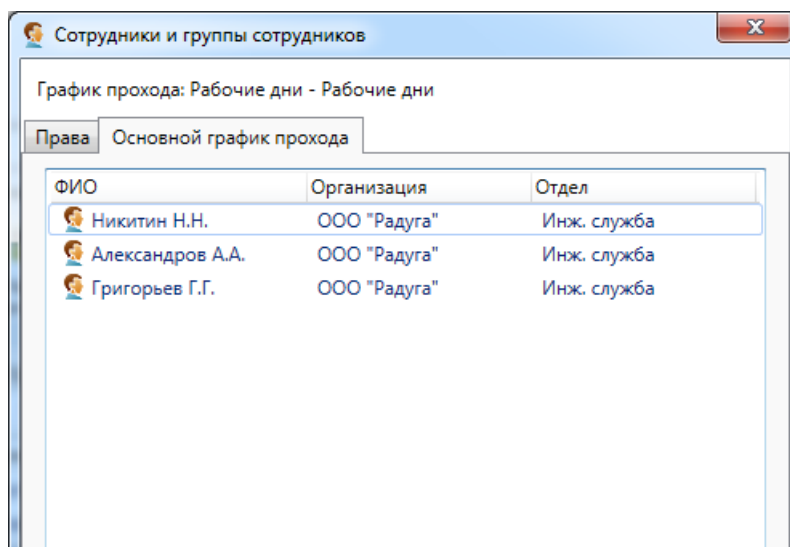 Сотрудники и группы сотрудников
График прохода: Рабочие дни - Рабочие дни
Права Основной график прохода
ФИО Организация Отдел
Никитин Н.Н. ООО "Радуга" Инж. служба
Александров А.А. ООО "Радуга" Инж. служба
Григорьев Г.Г. ООО "Радуга" Инж. служба